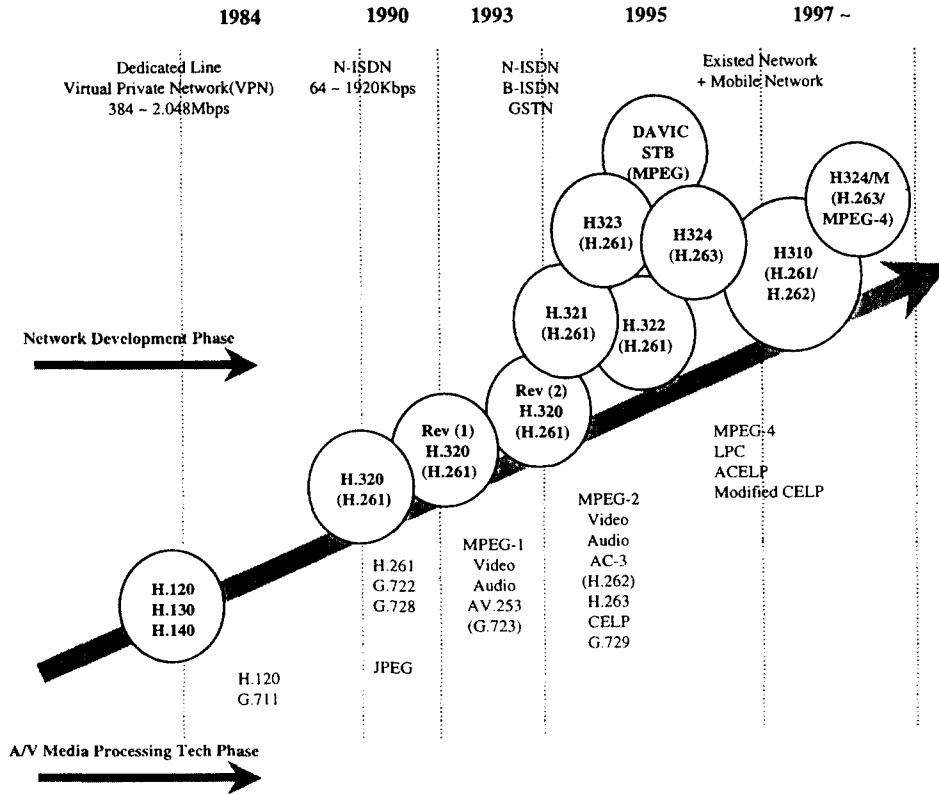 1984 1990 1993 1995 1997 ~
Dedicated Line
Virtual Private Network(VPN)
384 ~ 2.048Mbps
N-ISDN
64 ~ 1920Kbps
N-ISDN
B-ISDN
GSTN
Existed Network
+ Mobile Network
DAVIC
STB
(MPEG)
H324/M
(H.263/
MPEG-4)
H323
(H.261)
H324
(H.263)
H310
(H.261/
H.262)
H.321
(H.261)
H.322
(H.261)
Network Development Phase
Rev (2)
H.320
(H.261)
Rev (1)
H.320
(H.261)
H.320
(H.261)
H.120
H.130
H.140
MPEG-4
LPC
ACELP
Modified CELP
MPEG-2
Video
Audio
AC-3
(H.262)
H.263
CELP
G.729
MPEG-1
Video
Audio
AV.253
(G.723)
H.261
G.722
G.728
JPEG
H.120
G.711
A/V Media Processing Tech Phase